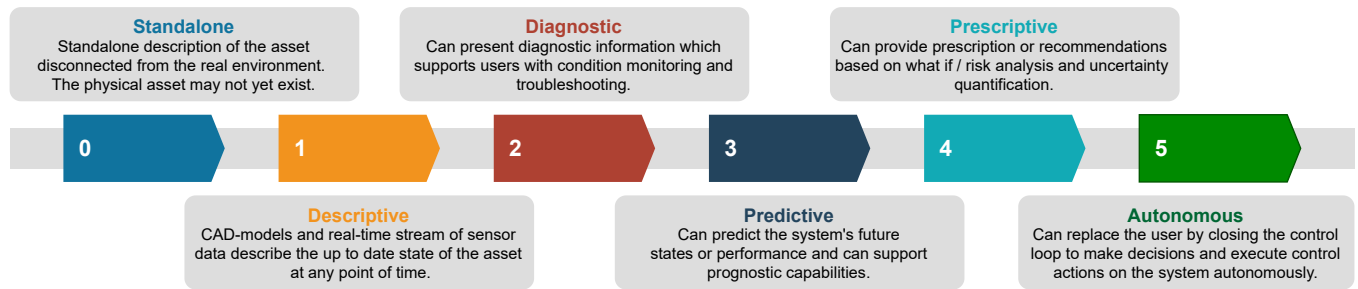 Standalone
Standalone description of the asset
disconnected from the real environment.
The physical asset may not yet exist.
Diagnostic
Can present diagnostic information which
supports users with condition monitoring and
troubleshooting.
Prescriptive
Can provide prescription or recommendations
based on what if / risk analysis and uncertainty
quantification.
0
1
2
3
4
5
Descriptive
CAD-models and real-time stream of sensor
data describe the up to date state of the asset
at any point of time.
Predictive
Can predict the system's future
states or performance and can support
prognostic capabilities.
Autonomous
Can replace the user by closing the control
loop to make decisions and execute control
actions on the system autonomously.